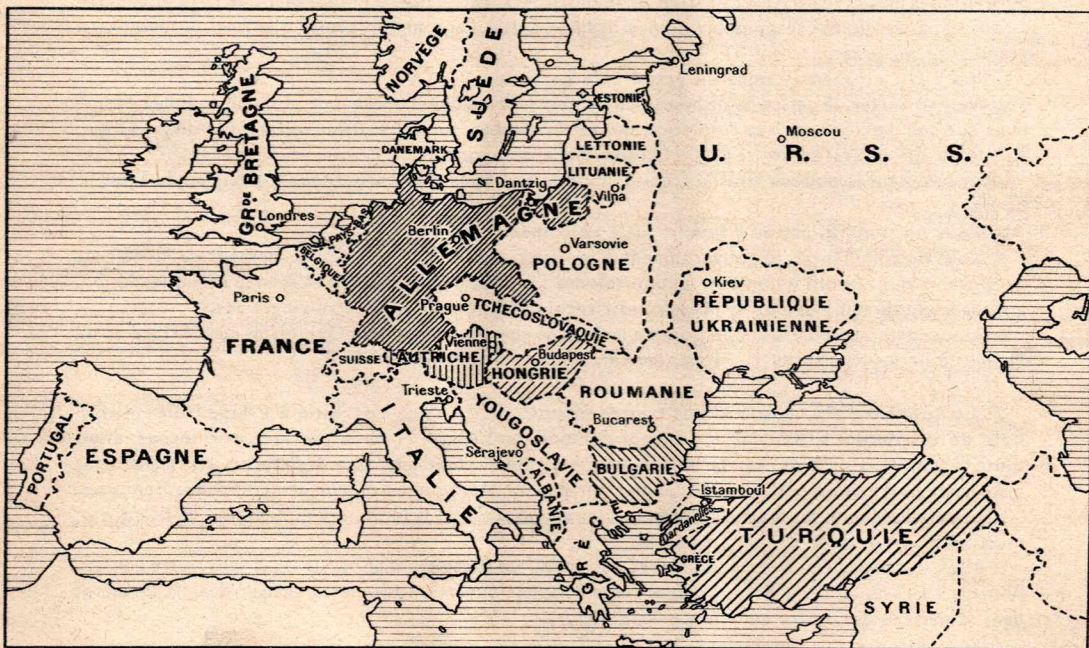 NORVÈGE
SUÈDE
Leningrad
ESTONIE
LETTONIE
LITUANIE
Vilna
Moscou
U. R. S. S.
DANEMARK
GR.DE BRETAGNE
Londres
PAYS-BAS
BELGIQUE
ALLEMAGNE
Berlin
Dantzig
Varsovie
POLOGNE
Kiev
RÉPUBLIQUE
UKRAINIENNE
Paris
Prague
TCHECOSLOVAQUIE
FRANCE
SUISSE
AUTRICHE
Vienne
Budapest
HONGRIE
ROUMANIE
Bucarest
Trieste
YOUGOSLAVIE
Sérajevo
ITALIE
ALBANIE
BULGARIE
PORTUGAL
ESPAGNE
Istamboul
Dardanelles
TURQUIE
GRÈCE
GRÈCE
SYRIE